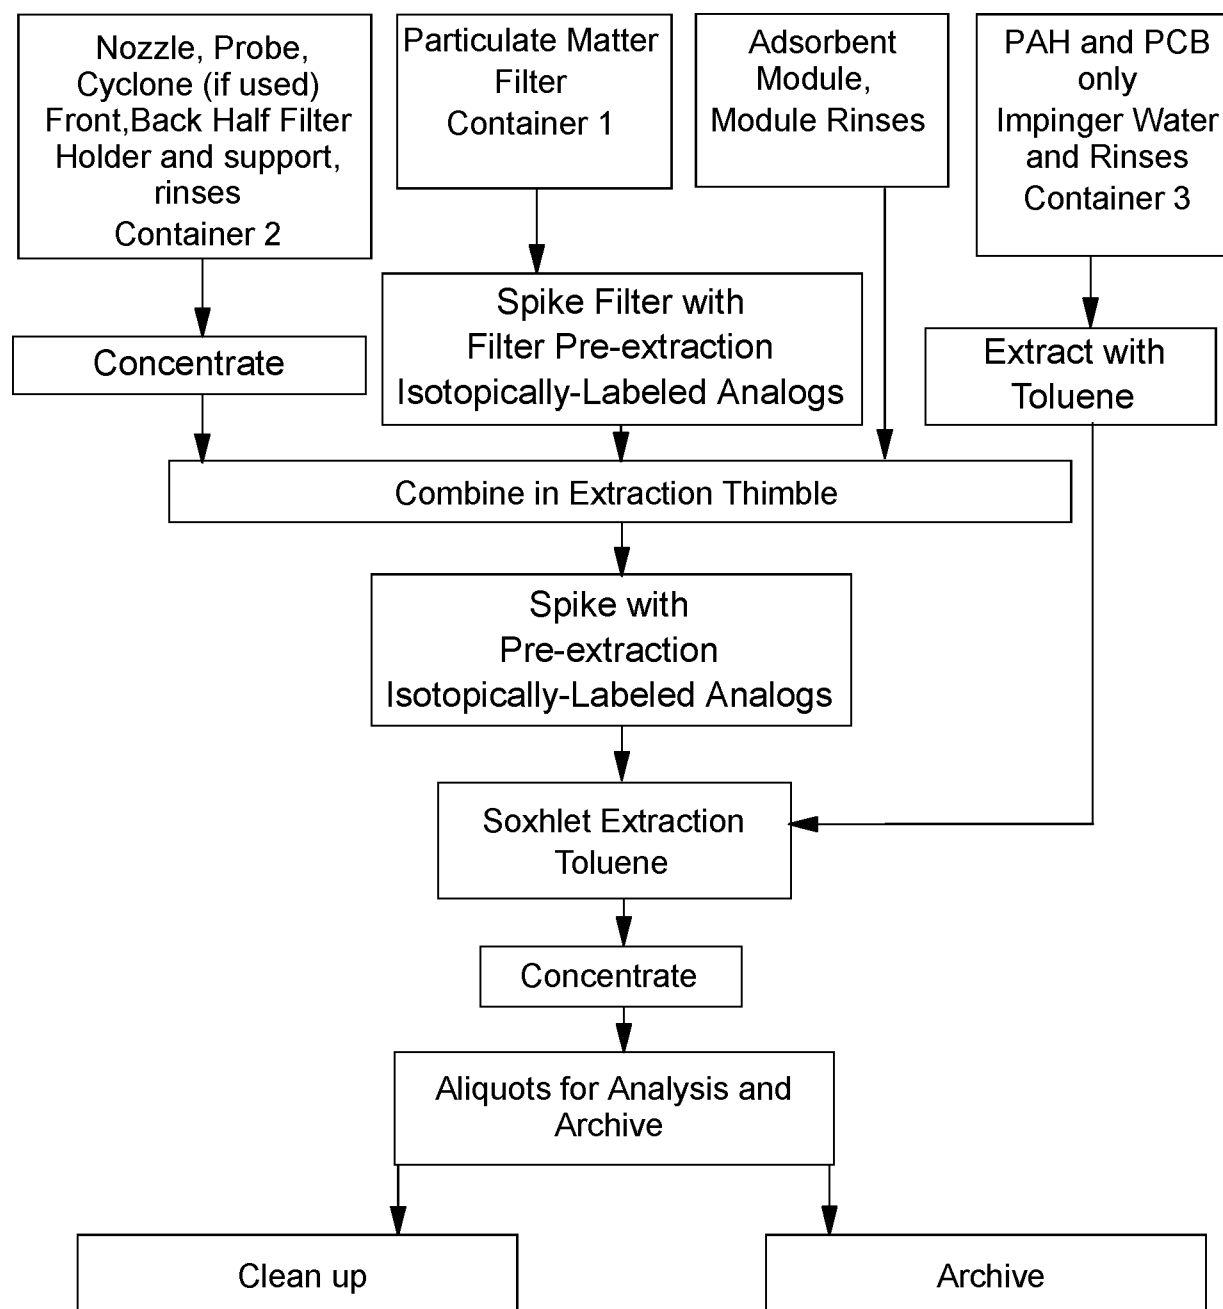 Nozzle, Probe,
Cyclone (if used)
Front,Back Half Filter
Holder and support,
rinses
Container 2
Particulate Matter
Filter
Container 1
Adsorbent
Module,
Module Rinses
PAH and PCB
only
Impinger Water
and Rinses
Container 3
Concentrate
Spike Filter with
Filter Pre-extraction
Isotopically-Labeled Analogs
Extract with
Toluene
Combine in Extraction Thimble
Spike with
Pre-extraction
Isotopically-Labeled Analogs
Soxhlet Extraction
Toluene
Concentrate
Aliquots for Analysis and
Archive
Clean up
Archive